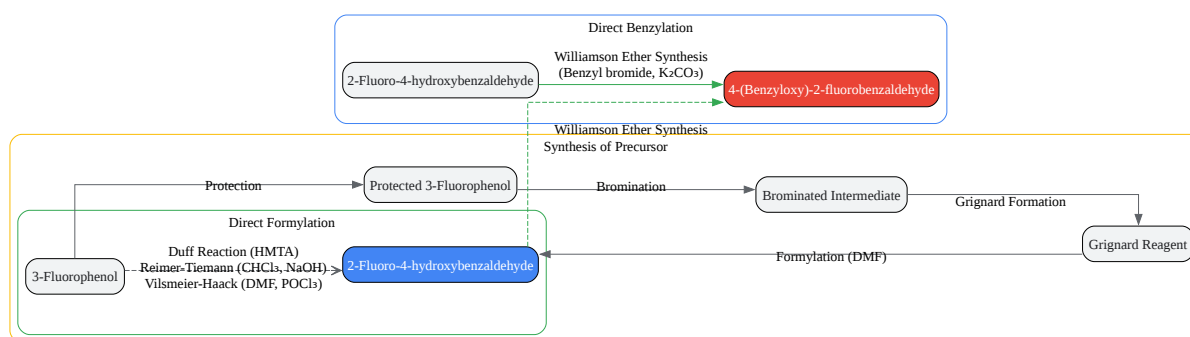 Direct Benzylation
Williamson Ether Synthesis
(Benzyl bromide, K₂CO₃)
2-Fluoro-4-hydroxybenzaldehyde
4-(Benzyloxy)-2-fluorobenzaldehyde
Williamson Ether Synthesis
Synthesis of Precursor
Protection
Protected 3-Fluorophenol
Bromination
Brominated Intermediate
Grignard Formation
Direct Formylation
Duff Reaction (HMTA)
Reimer-Tiemann (CHCl₃, NaOH)
Vilsmeier-Haack (DMF, POCl₃)
3-Fluorophenol
2-Fluoro-4-hydroxybenzaldehyde
Formylation (DMF)
Grignard Reagent